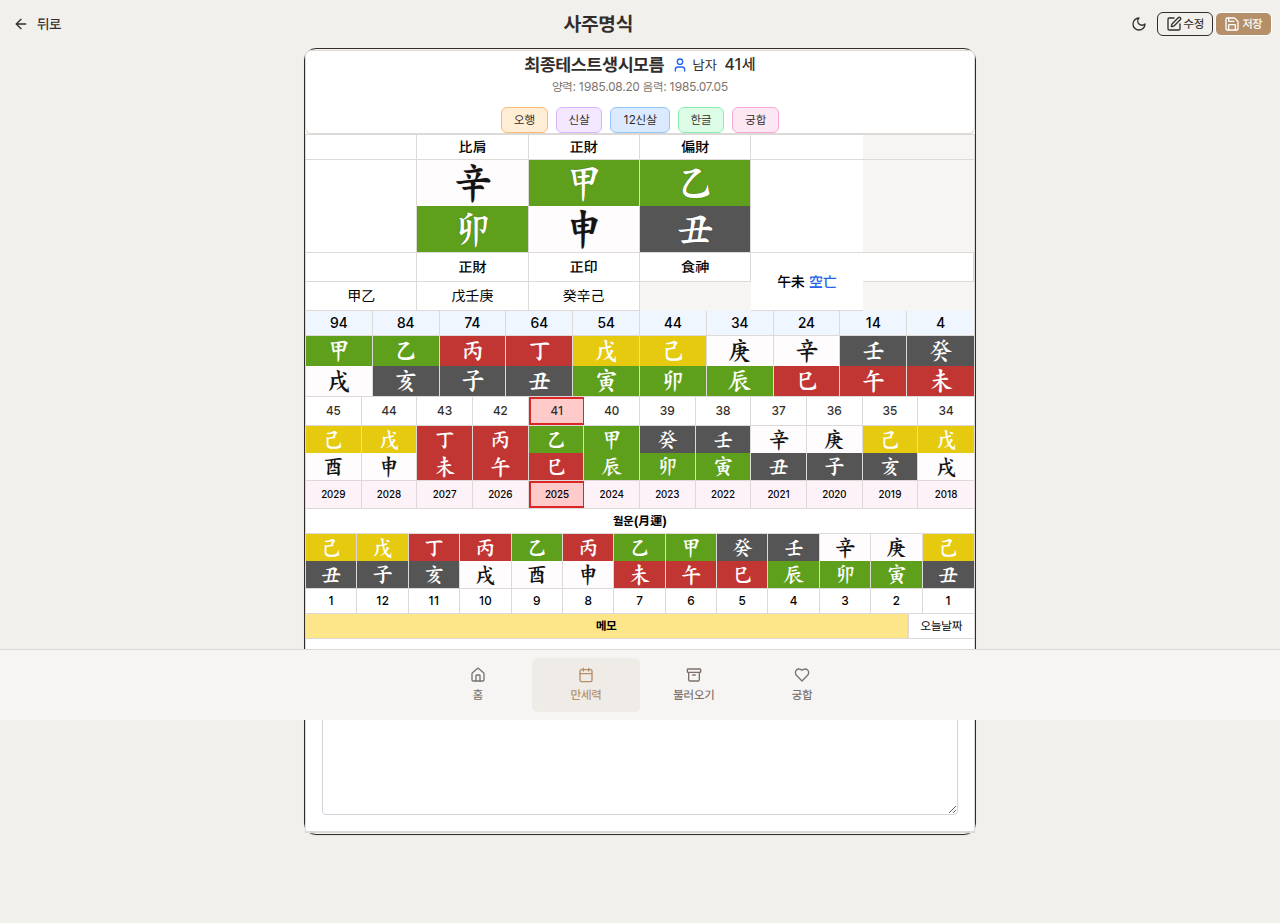 뒤로 사주명식 수정 저장
최종테스트생시모름 남자 41세
양력: 1985.08.20 음력: 1985.07.05
오행 신살 12신살 한글 궁합
比肩 正財 偏財
辛 甲 乙
卯 申 丑
正財 正印 食神
午未 空亡
甲乙 戊壬庚 癸辛己
94 84 74 64 54 44 34 24 14 4
甲 乙 丙 丁 戊 己 庚 辛 壬 癸
戌 亥 子 丑 寅 卯 辰 巳 午 未
45 44 43 42 41 40 39 38 37 36 35 34
己 戊 丁 丙 乙 甲 癸 壬 辛 庚 己 戊
酉 申 未 午 巳 辰 卯 寅 丑 子 亥 戌
2029 2028 2027 2026 2025 2024 2023 2022 2021 2020 2019 2018
월운(月運)
己 戊 丁 丙 乙 丙 乙 甲 癸 壬 辛 庚 己
丑 子 亥 戌 酉 申 未 午 巳 辰 卯 寅 丑
1 12 11 10 9 8 7 6 5 4 3 2 1
메모 오늘날짜
홈 만세력 불러오기 궁합